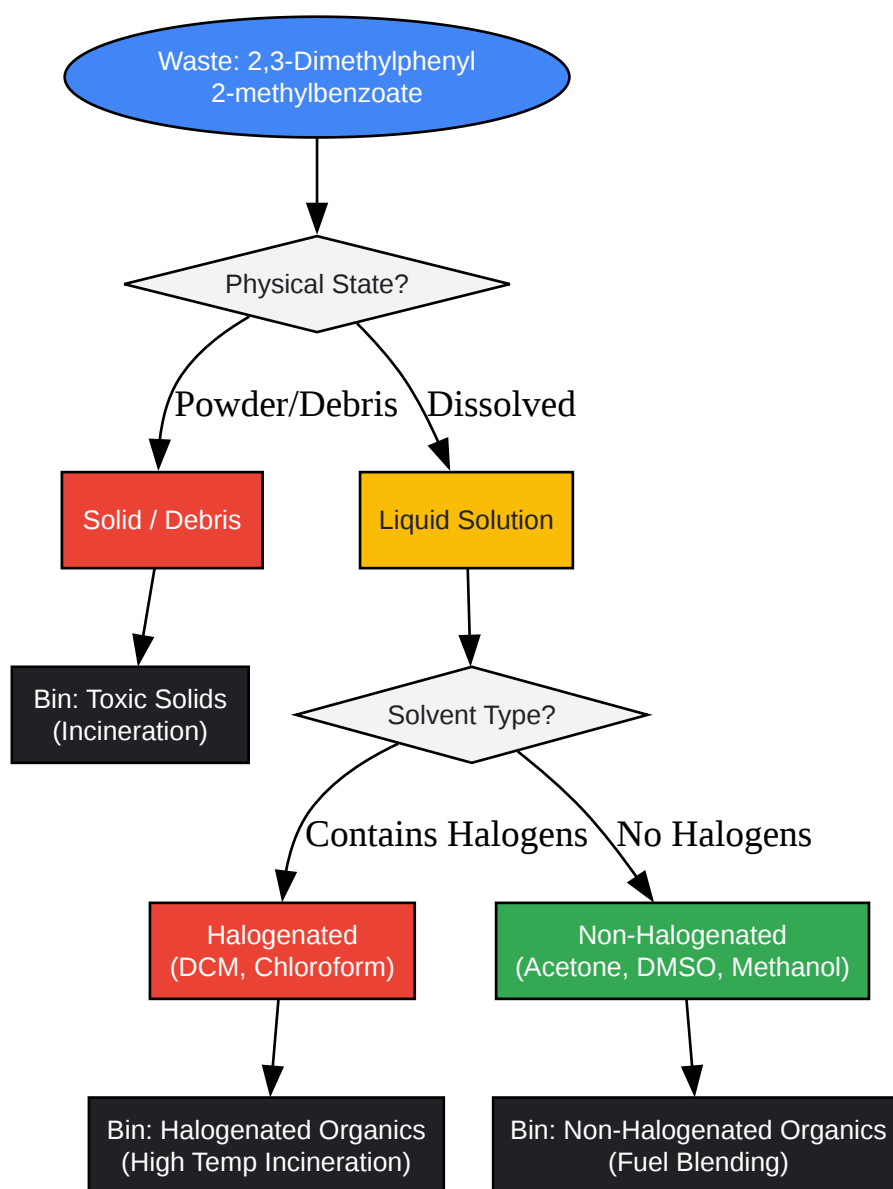 Waste: 2,3-Dimethylphenyl
2-methylbenzoate
Physical State?
Powder/Debris
Dissolved
Solid / Debris
Liquid Solution
Bin: Toxic Solids
(Incineration)
Solvent Type?
Contains Halogens
No Halogens
Halogenated
(DCM, Chloroform)
Non-Halogenated
(Acetone, DMSO, Methanol)
Bin: Halogenated Organics
(High Temp Incineration)
Bin: Non-Halogenated Organics
(Fuel Blending)